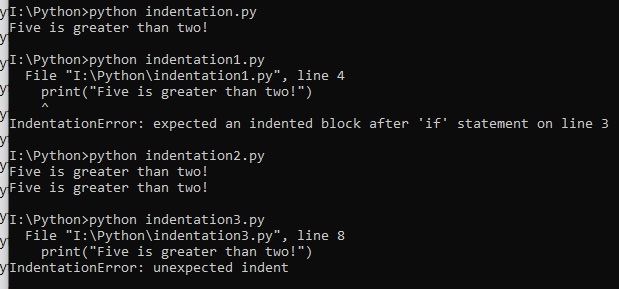 I:\Python>python indentation.py
Five is greater than two!
I:\Python>python indentation1.py
File "I:\Python\indentation1.py", line 4
print("Five is greater than two!")
^
IndentationError: expected an indented block after 'if' statement on line 3
I:\Python>python indentation2.py
Five is greater than two!
Five is greater than two!
I:\Python>python indentation3.py
File "I:\Python\indentation3.py", line 8
print("Five is greater than two!")
IndentationError: unexpected indent